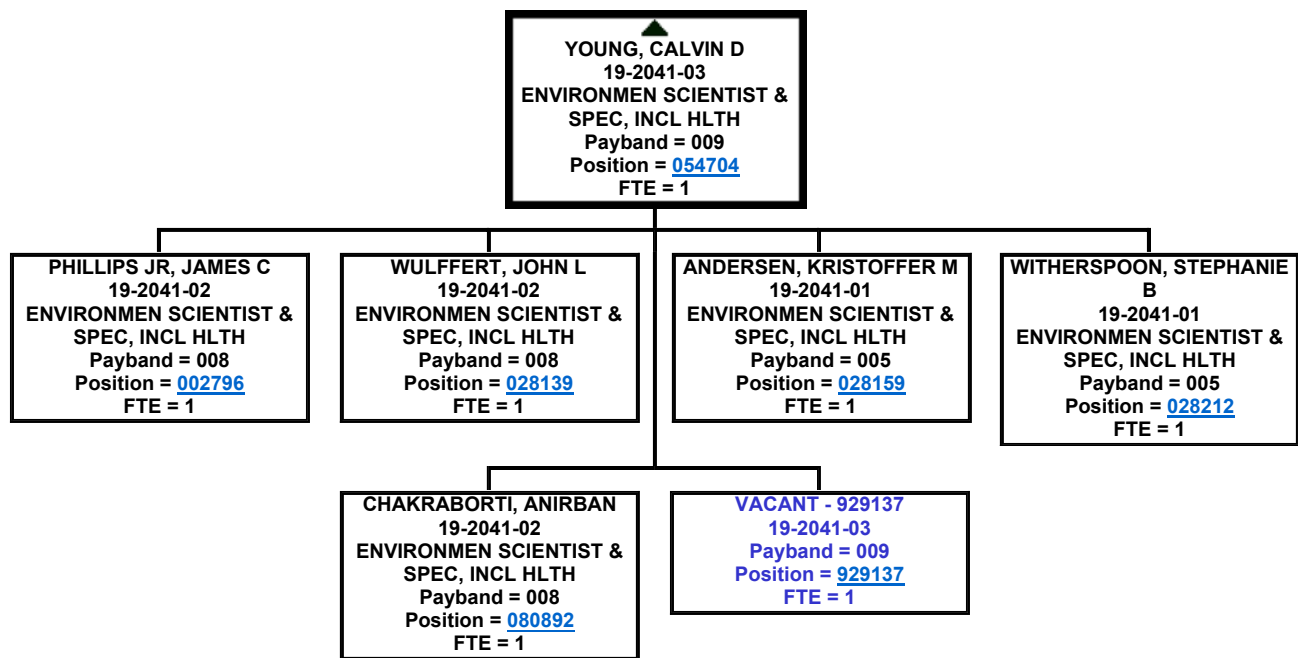 YOUNG, CALVIN D
19-2041-03
ENVIRONMEN SCIENTIST &
SPEC, INCL HLTH
Payband = 009
Position = 054704
FTE = 1
PHILLIPS JR, JAMES C
19-2041-02
ENVIRONMEN SCIENTIST &
SPEC, INCL HLTH
Payband = 008
Position = 002796
FTE = 1
WULFFERT, JOHN L
19-2041-02
ENVIRONMEN SCIENTIST &
SPEC, INCL HLTH
Payband = 008
Position = 028139
FTE = 1
ANDERSEN, KRISTOFFER M
19-2041-01
ENVIRONMEN SCIENTIST &
SPEC, INCL HLTH
Payband = 005
Position = 028159
FTE = 1
WITHERSPOON, STEPHANIE
B
19-2041-01
ENVIRONMEN SCIENTIST &
SPEC, INCL HLTH
Payband = 005
Position = 028212
FTE = 1
CHAKRABORTI, ANIRBAN
19-2041-02
ENVIRONMEN SCIENTIST &
SPEC, INCL HLTH
Payband = 008
Position = 080892
FTE = 1
VACANT - 929137
19-2041-03
Payband = 009
Position = 929137
FTE = 1